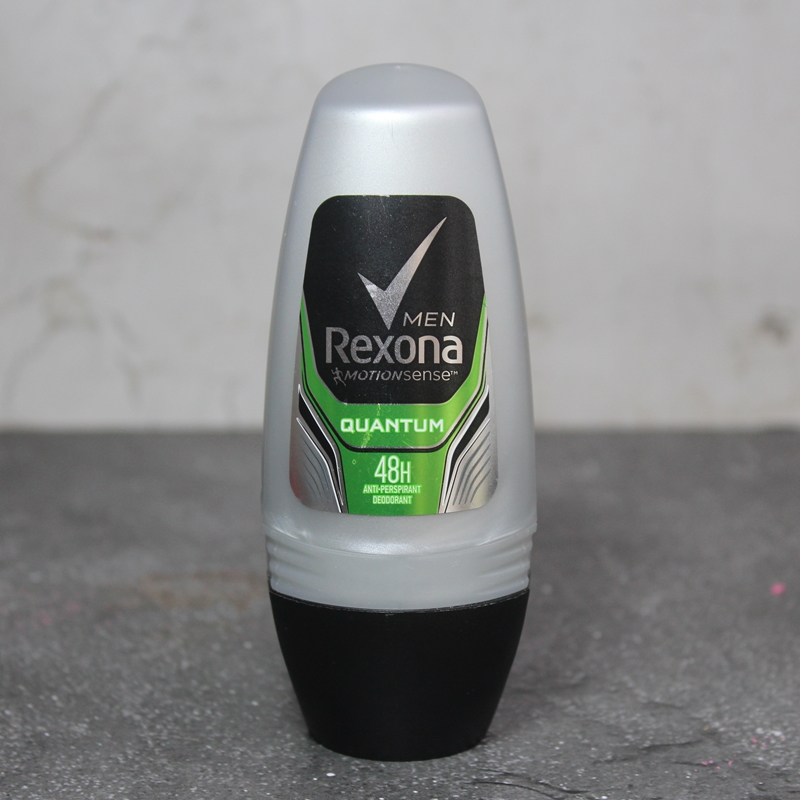 MEN
Rexona
MOTIONsense™
QUANTUM
48H
ANTI-PERSPIRANT
DEODORANT